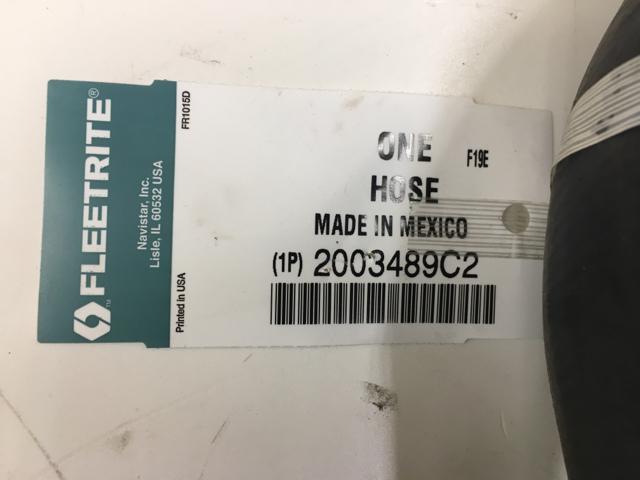 FLEETRITE®
™
Navistar, Inc.
Lisle, IL 60532 USA
FR1015D
Printed in USA
ONE
F19E
HOSE
MADE IN MEXICO
(1P) 2003489C2